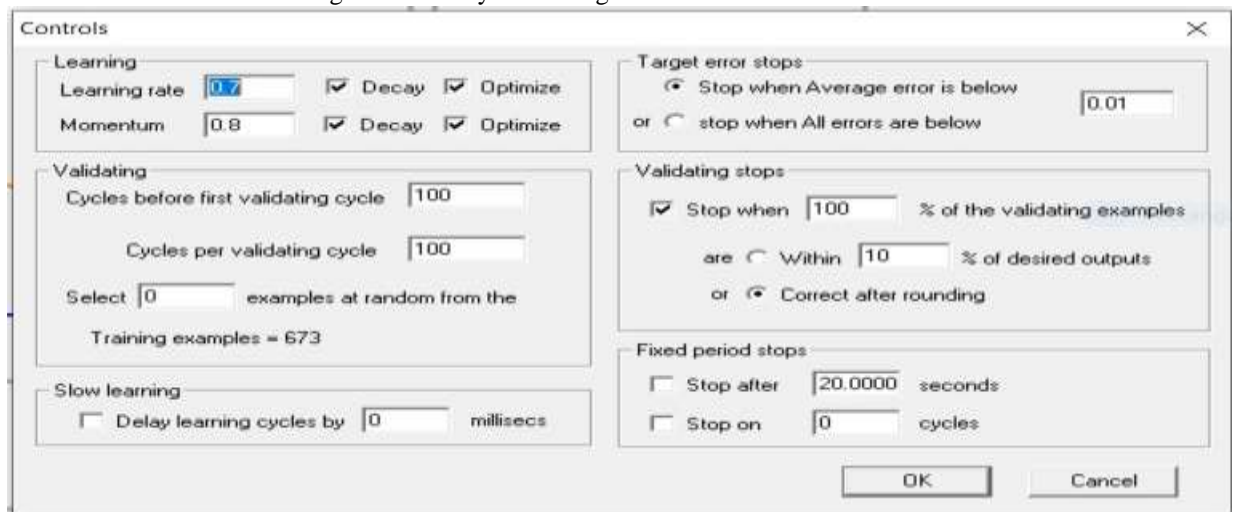 Controls
Learning
Learning rate 0.7 Decay Optimize
Momentum 0.8 Decay Optimize
Validating
Cycles before first validating cycle 100
Cycles per validating cycle 100
Select 0 examples at random from the
Training examples = 673
Slow learning
Delay learning cycles by 0 millisecs
Target error stops
Stop when Average error is below
or stop when All errors are below
0.01
Validating stops
Stop when 100 % of the validating examples
are Within 10 % of desired outputs
or Correct after rounding
Fixed period stops
Stop after 20.0000 seconds
Stop on 0 cycles
OK Cancel